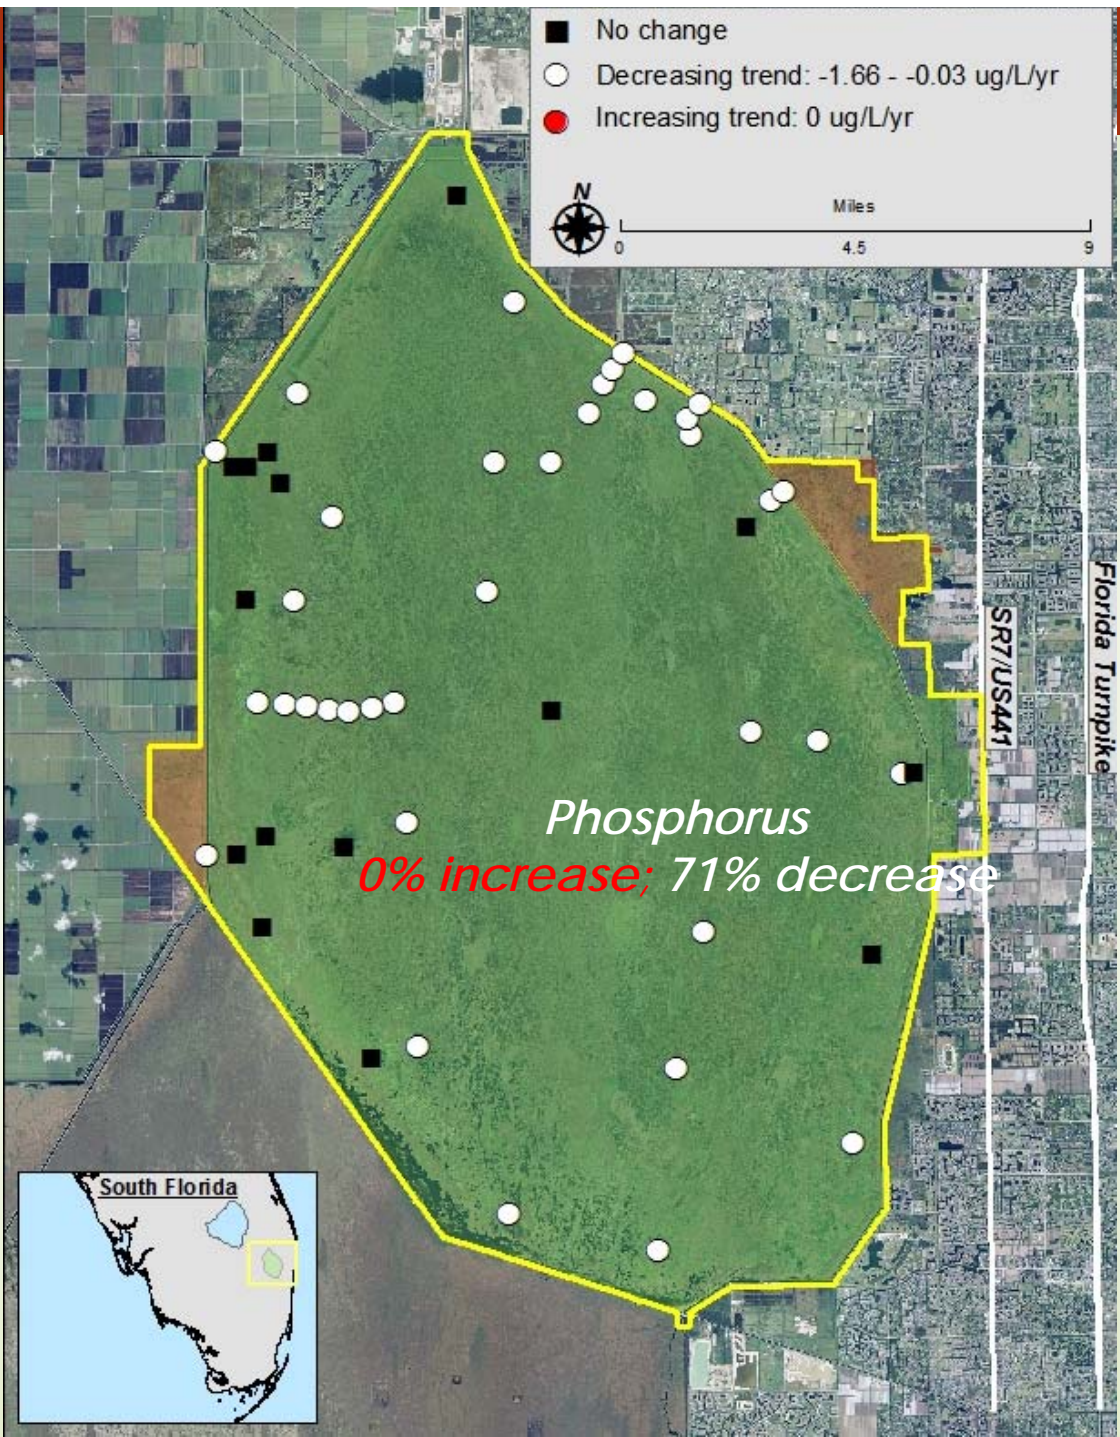 No change
Decreasing trend: -1.66 - -0.03 ug/L/yr
Increasing trend: 0 ug/L/yr
N
Miles
0 4.5 9
SR7/US441
Florida Turnpike
Phosphorus
0% increase; 71% decrease
South Florida